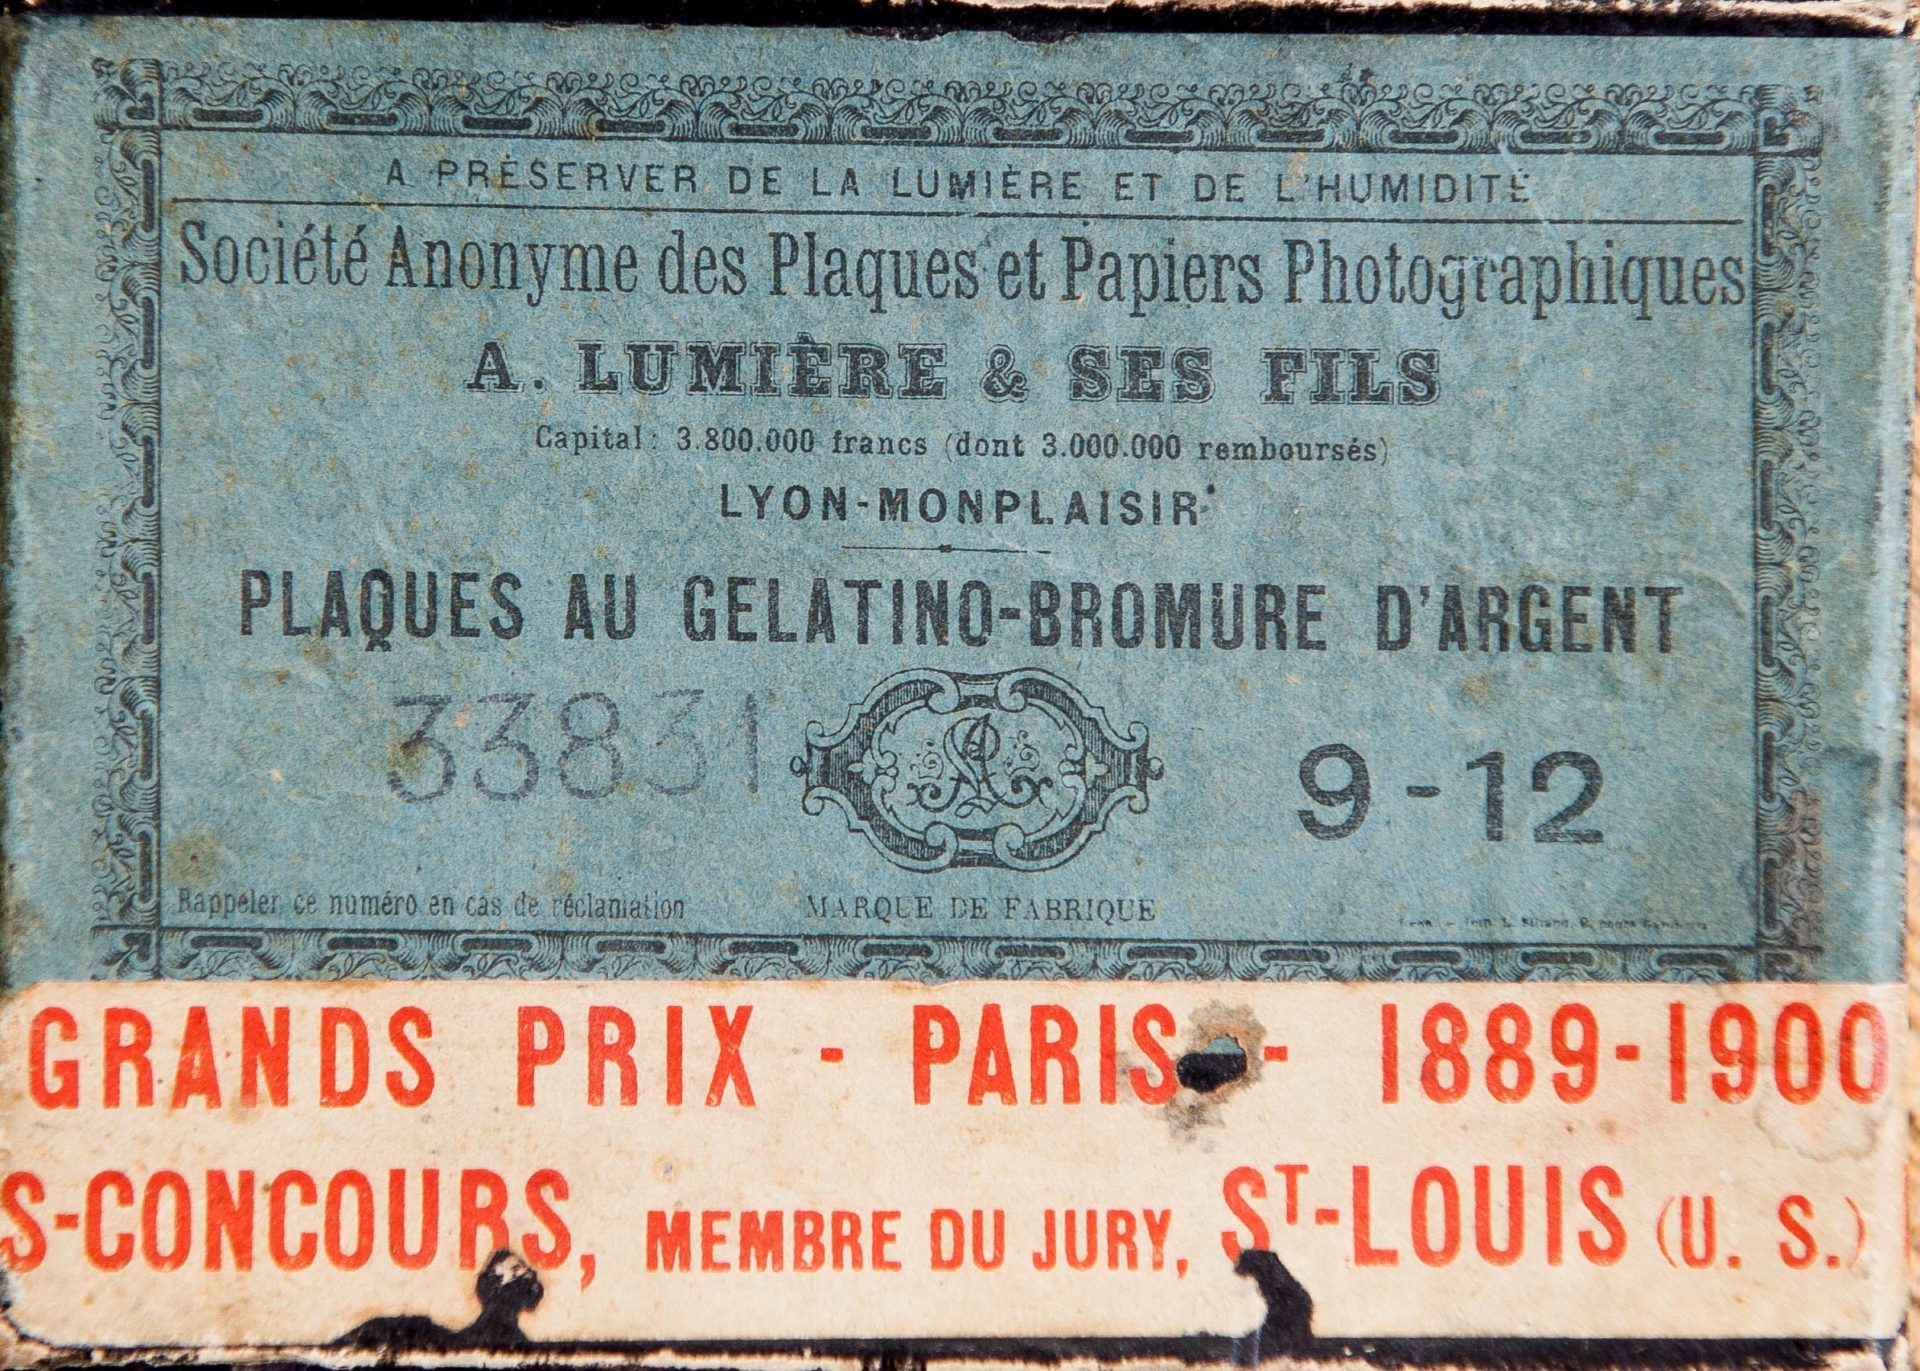 A PRÉSERVER DE LA LUMIÈRE ET DE L'HUMIDITÉ
Société Anonyme des Plaques et Papiers Photographiques
A. LUMIÈRE & SES FILS
Capital: 3.800.000 francs (dont 3.000.000 remboursés)
LYON-MONPLAISIR
PLAQUES AU GELATINO-BROMURE D'ARGENT
33831
9-12
Rappeler ce numéro en cas de réclamation
MARQUE DE FABRIQUE
GRANDS PRIX - PARIS - 1889-1900
S-CONCOURS, MEMBRE DU JURY, ST-LOUIS (U. S.)